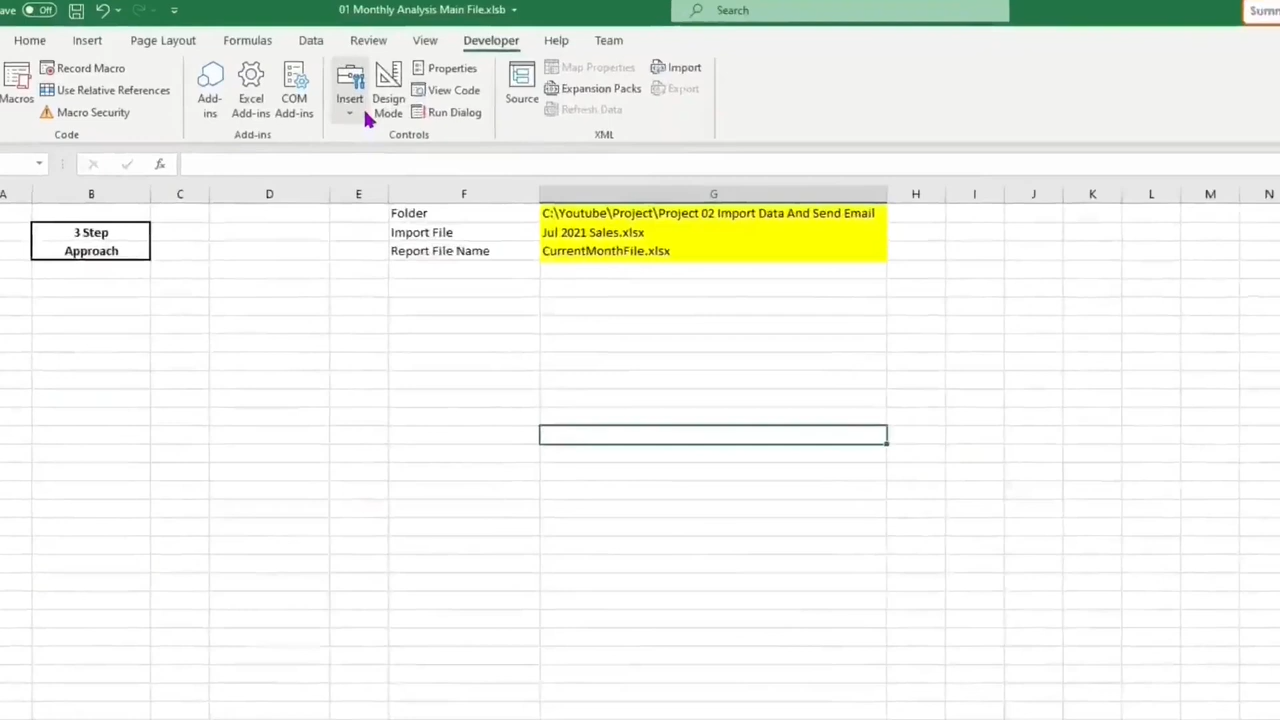 ave Off 01 Monthly Analysis Main File.xlsb Search Summ
Home Insert Page Layout Formulas Data Review View Developer Help Team
Macros Record Macro Use Relative References Macro Security
Add-ins Excel Add-ins COM Add-ins
Insert Design Mode Properties View Code Run Dialog
Source Map Properties Expansion Packs Refresh Data Import Export
Code Add-ins Controls XML
fx
A B C D E F G H I J K L M N
Folder C:\Youtube\Project\Project 02 Import Data And Send Email
3 Step Import File Jul 2021 Sales.xlsx
Approach Report File Name CurrentMonthFile.xlsx